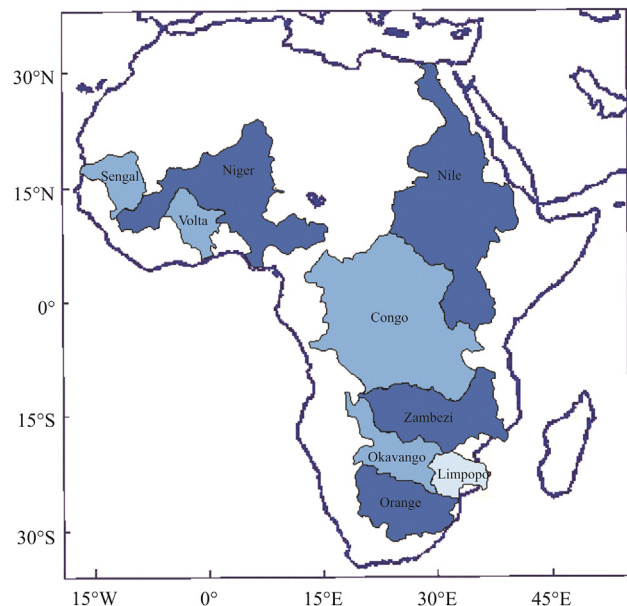 30°N
Sengal
Niger
Nile
15°N
Volta
0°
Congo
15°S
Zambezi
Okavango
Limpopo
Orange
30°S
15°W
0°
15°E
30°E
45°E